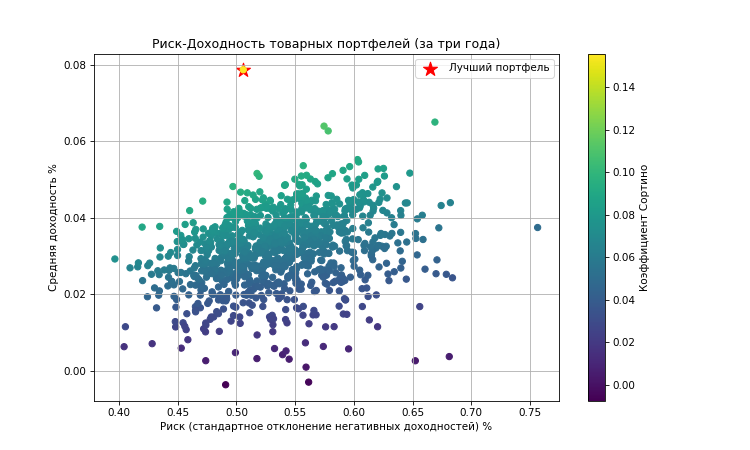 Риск-Доходность товарных портфелей (за три года)
Лучший портфель
0.08
0.06
0.04
0.02
0.00
Средняя доходность %
0.40 0.45 0.50 0.55 0.60 0.65 0.70 0.75
Риск (стандартное отклонение негативных доходностей) %
0.14
0.12
0.10
0.08
0.06
0.04
0.02
0.00
Коэффициент Сортино